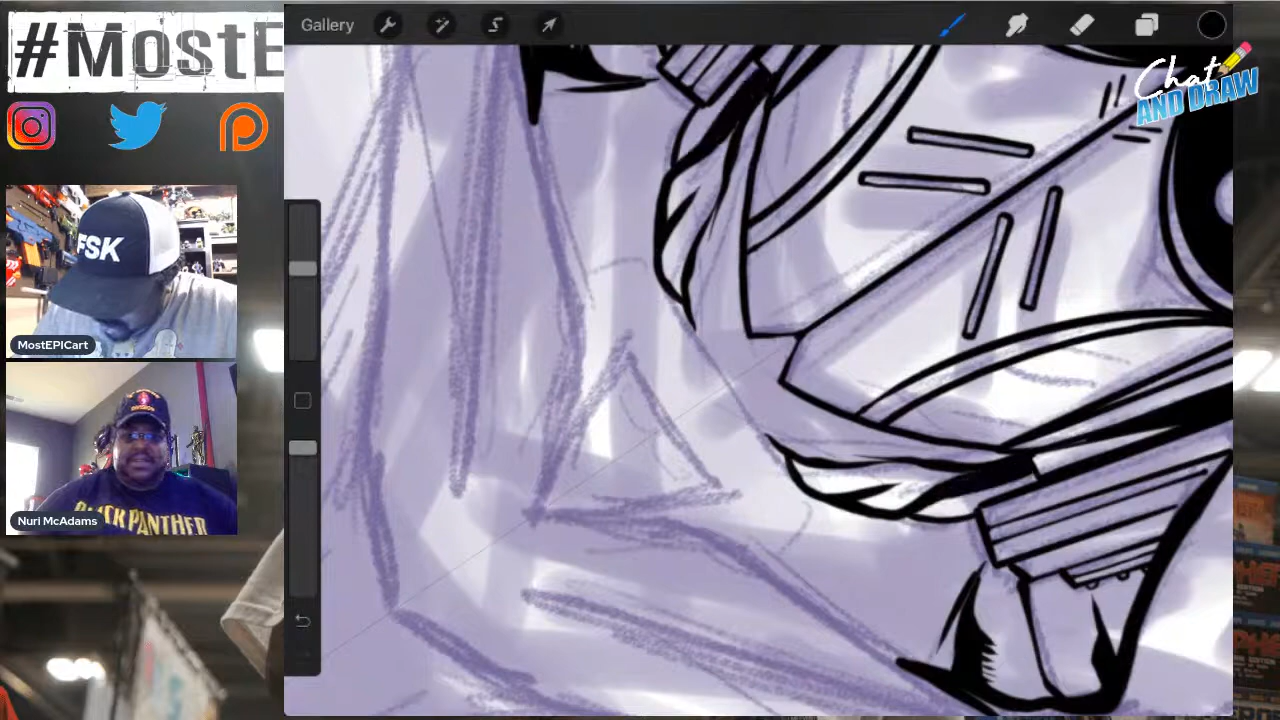 #MostE
Gallery
Chat
AND DRAW
FSK
MostEPICart
BLACK PANTHER
Nuri McAdams